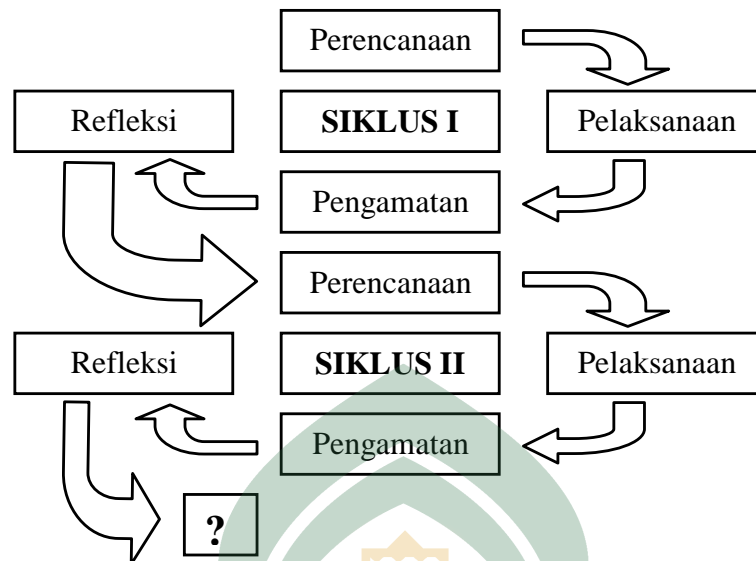 Perencanaan
Refleksi
SIKLUS I
Pelaksanaan
Pengamatan
Perencanaan
Refleksi
SIKLUS II
Pelaksanaan
Pengamatan
?